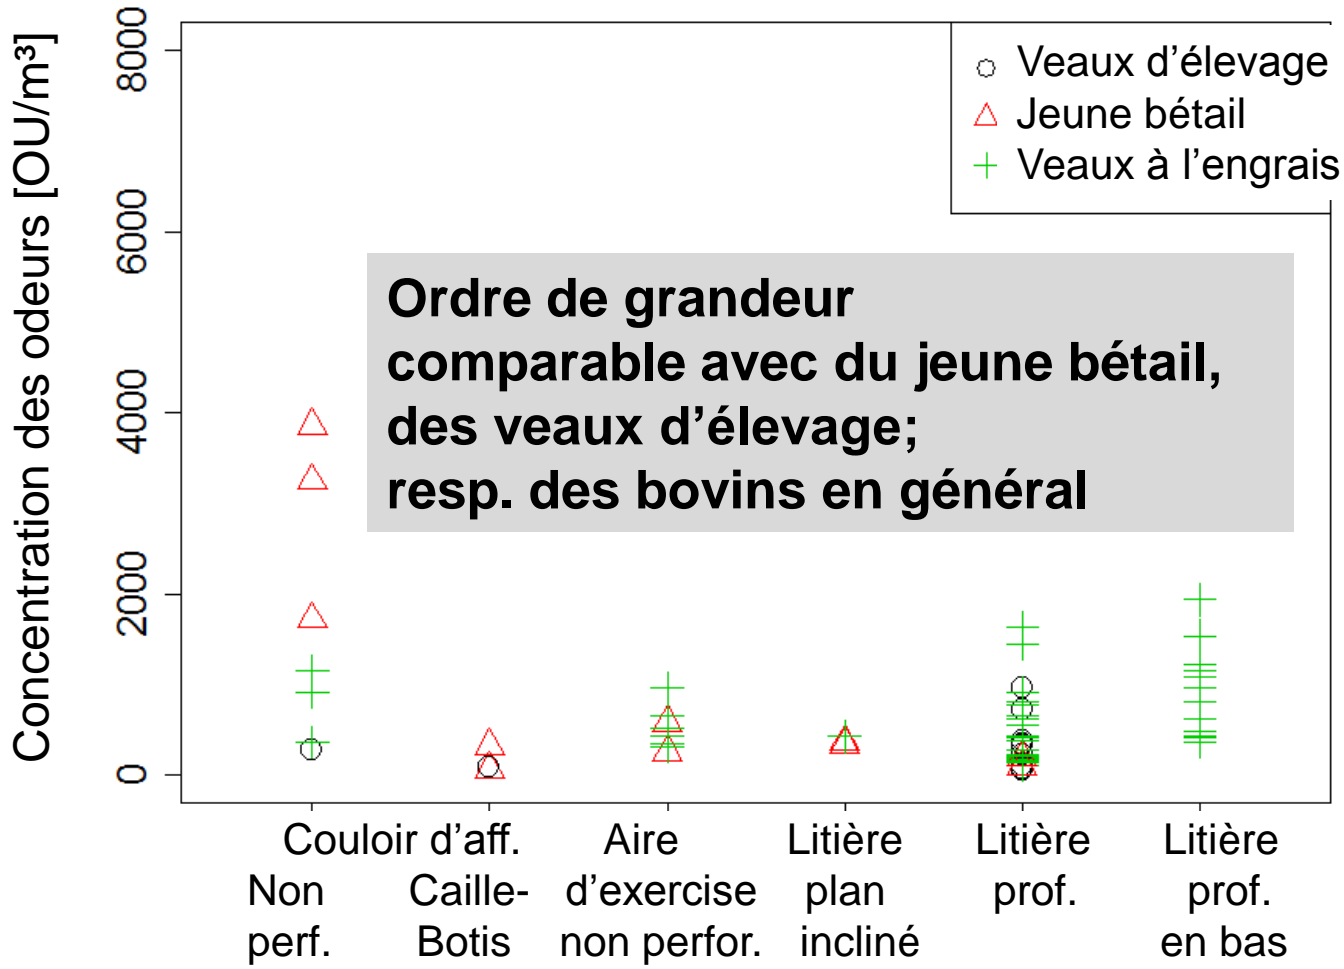 Concentration des odeurs [OU/m³]
8000
6000
4000
2000
0
Veaux d'élevage
Jeune bétail
Veaux à l'engrais
Ordre de grandeur
comparable avec du jeune bétail,
des veaux d'élevage;
resp. des bovins en général
Couloir d'aff. Aire Litière Litière Litière
Non Caille- d'exercise plan prof. prof.
perf. Botis non perfor. incliné en bas